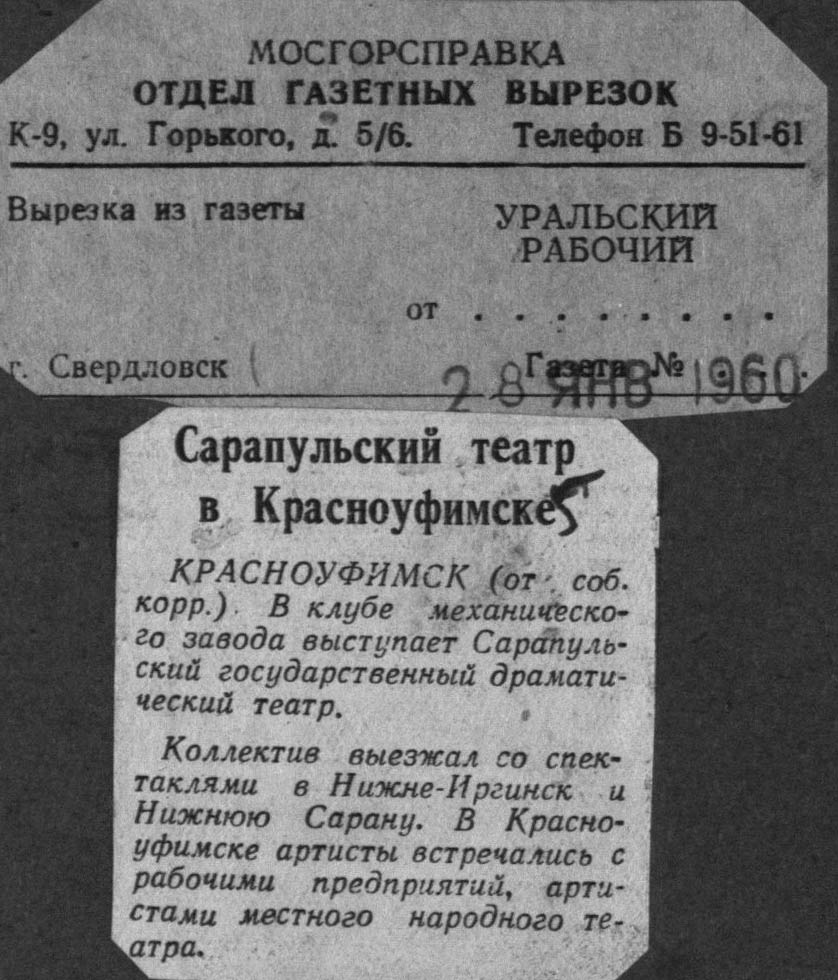 МОСГОРСПРАВКА
ОТДЕЛ ГАЗЕТНЫХ ВЫРЕЗОК
К-9, ул. Горького, д. 5/6. Телефон Б 9-51-61
Вырезка из газеты
УРАЛЬСКИЙ
РАБОЧИЙ
от . . . . . . . .
г. Свердловск Газета № . . .
28 ЯНВ 1960
Сарапульский театр
в Красноуфимске
КРАСНОУФИМСК (от соб.
корр.). В клубе механическо-
го завода выступает Сарапуль-
ский государственный драмати-
ческий театр.
Коллектив выезжал со спек-
таклями в Нижне-Иргинск и
Нижнюю Сарану. В Красно-
уфимске артисты встречались с
рабочими предприятий, арти-
стами местного народного те-
атра.